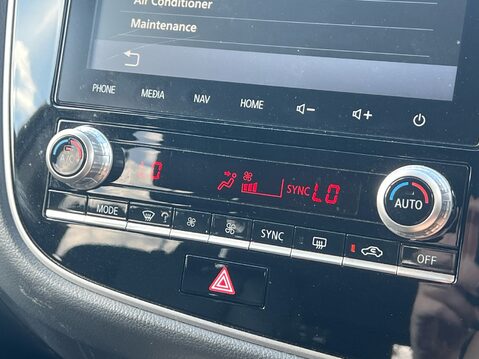 Air Conditioner
Maintenance
PHONE MEDIA NAV HOME
LO SYNC LO
AUTO
MODE SYNC OFF